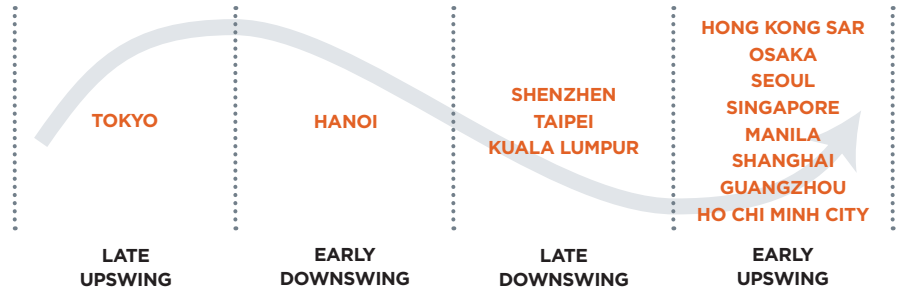 TOKYO
HANOI
SHENZHEN
TAIPEI
KUALA LUMPUR
HONG KONG SAR
OSAKA
SEOUL
SINGAPORE
MANILA
SHANGHAI
GUANGZHOU
HO CHI MINH CITY
LATE
UPSWING
EARLY
DOWNSWING
LATE
DOWNSWING
EARLY
UPSWING